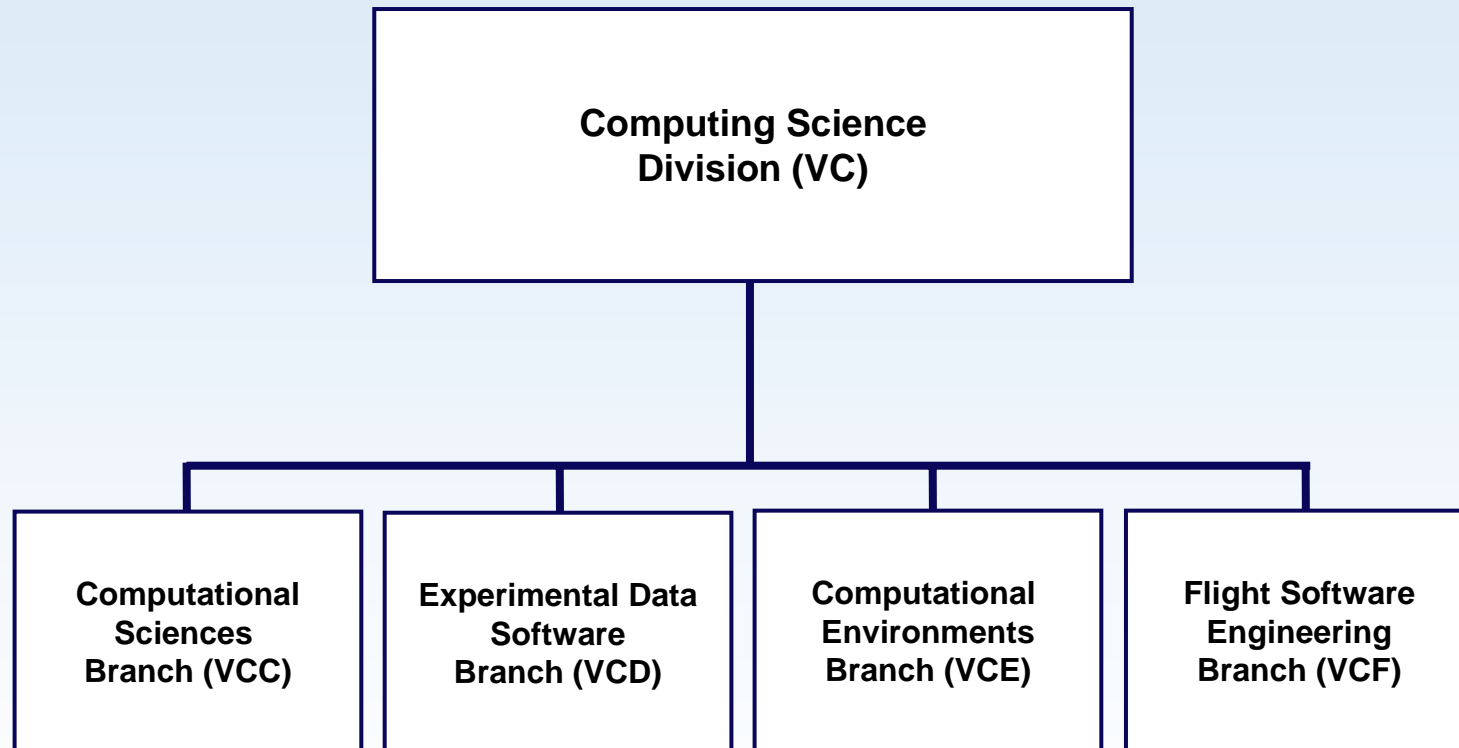 Computing Science
Division (VC)
Computational
Sciences
Branch (VCC)
Experimental Data
Software
Branch (VCD)
Computational
Environments
Branch (VCE)
Flight Software
Engineering
Branch (VCF)